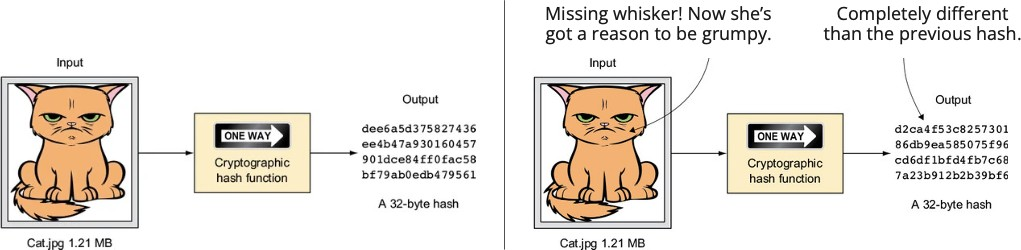 Input
Output
ONE WAY
Cryptographic
hash function
dee6a5d375827436
ee4b47a930160457
901dce84ff0fac58
bf79ab0edb479561
A 32-byte hash
Cat.jpg 1.21 MB
Missing whisker! Now she's
got a reason to be grumpy.
Completely different
than the previous hash.
Input
Output
ONE WAY
Cryptographic
hash function
d2ca4f53c8257301
86db9ea585075f96
cd6df1bfd4fb7c68
7a23b912b2b39bf6
A 32-byte hash
Cat.jpg 1.21 MB